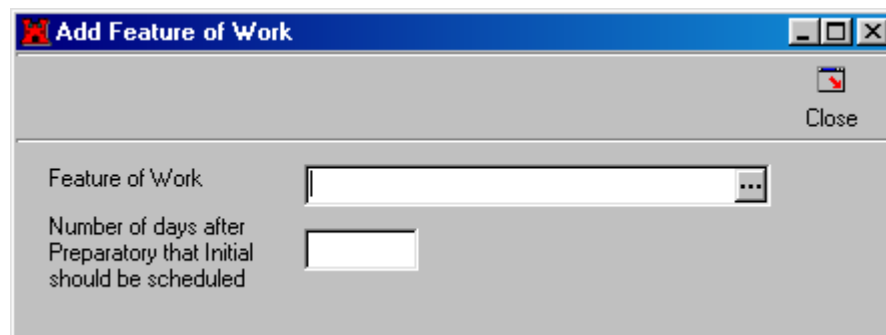 Add Feature of Work
Close
Feature of Work
...
Number of days after
Preparatory that Initial
should be scheduled